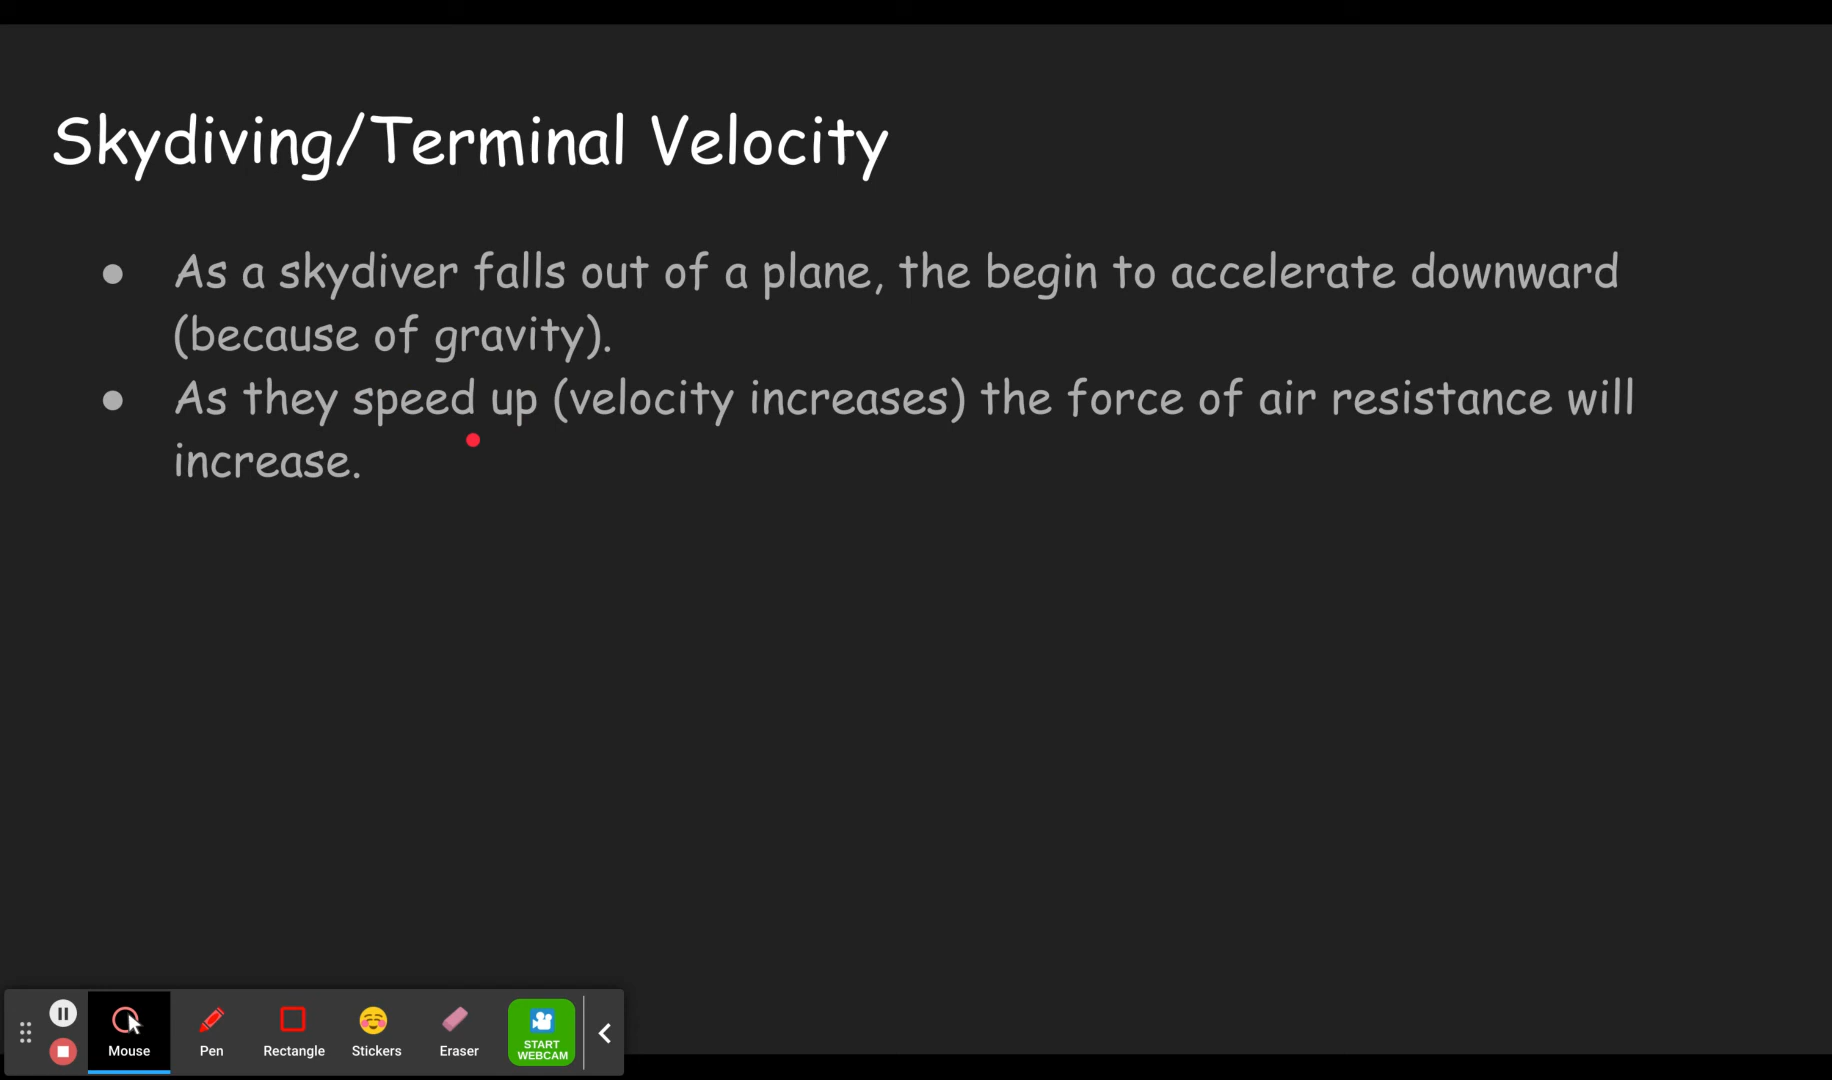 Skydiving/Terminal Velocity
● As a skydiver falls out of a plane, the begin to accelerate downward
(because of gravity).
● As they speed up (velocity increases) the force of air resistance will
increase.
Mouse
Pen
Rectangle
Stickers
Eraser
START
WEBCAM